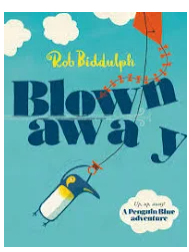 Rob Biddulph
Blown
away
Up, up, away!
A Penguin Blue
adventure